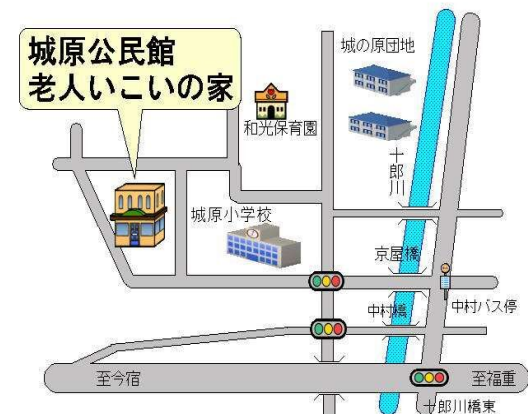 城原公民館
老人いこいの家
城の原団地
和光保育園
十郎川
城原小学校
京屋橋
中村橋
中村バス停
至今宿
至福重
十郎川橋東